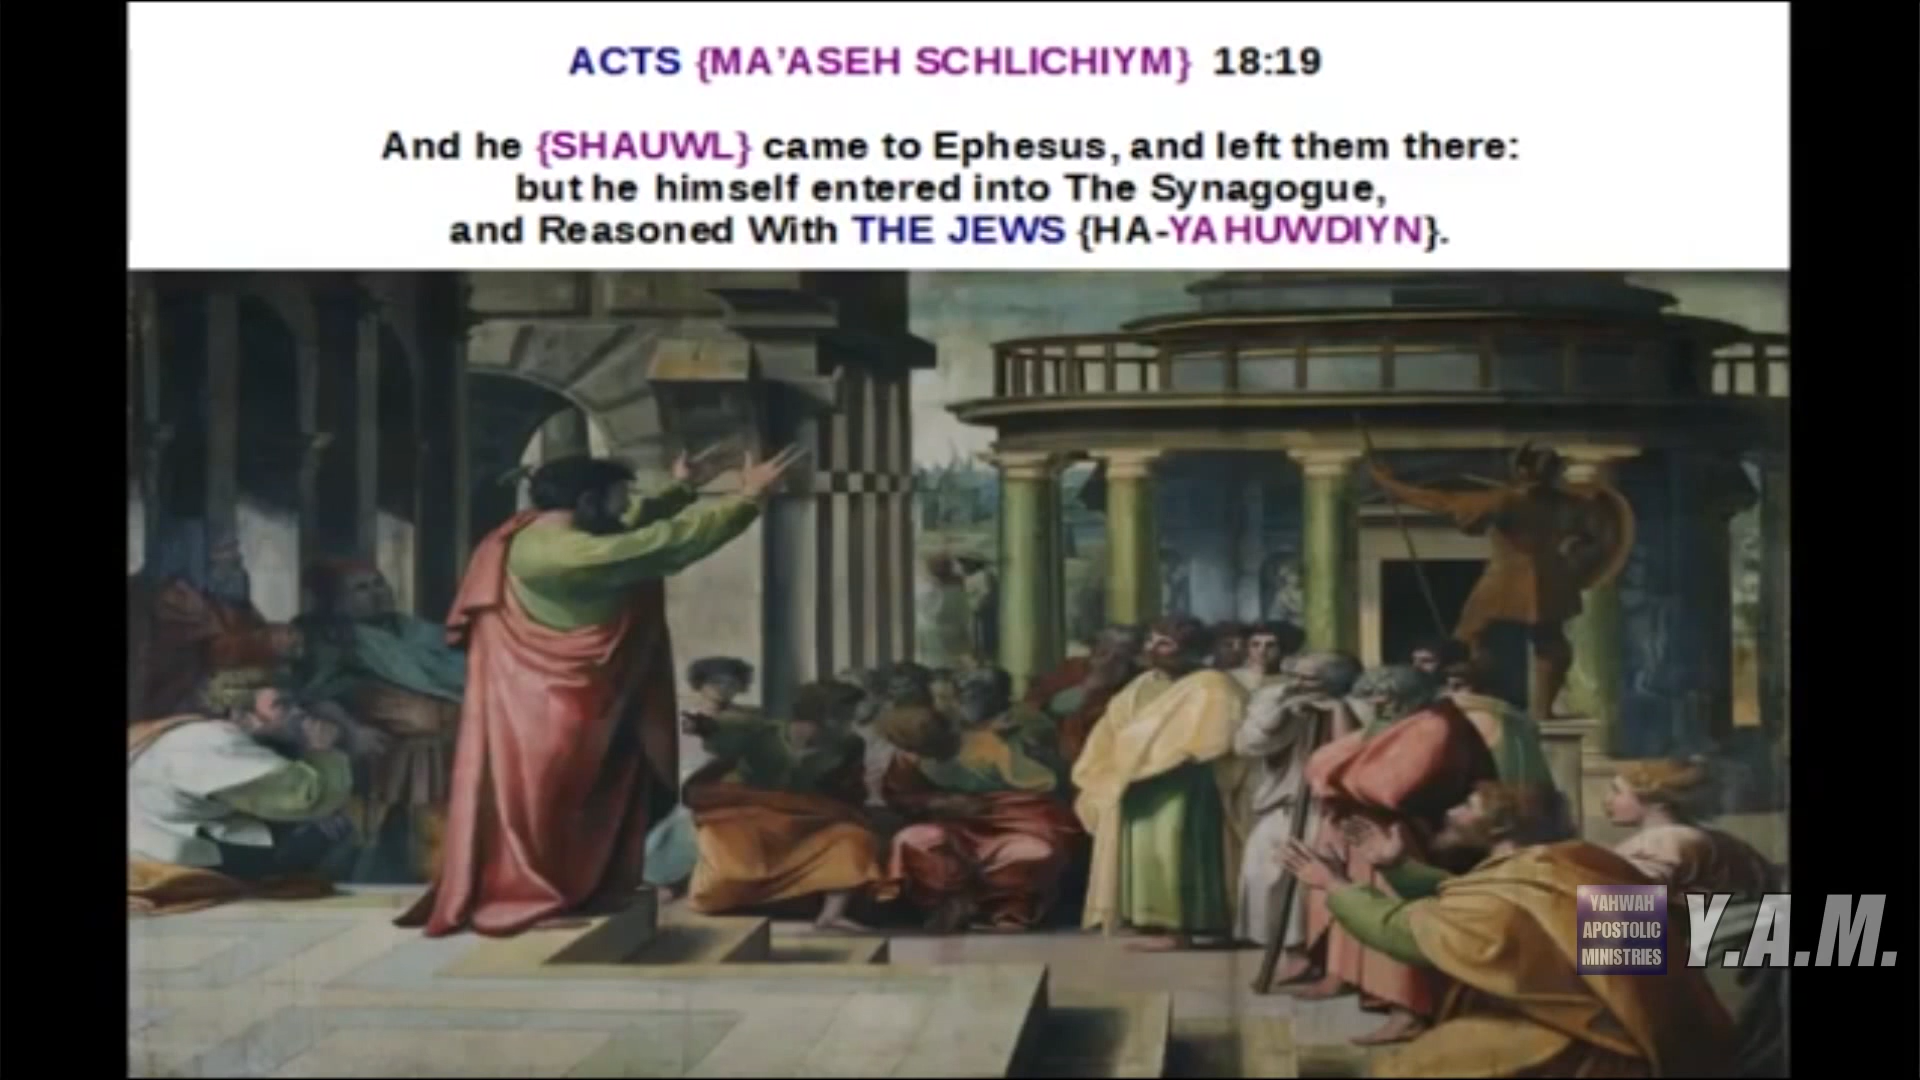 ACTS {MA'ASEH SCHLICHIYM} 18:19
And he {SHAUWL} came to Ephesus, and left them there:
but he himself entered into The Synagogue,
and Reasoned With THE JEWS {HA-YAHUWDIYN}.
YAHWAH
APOSTOLIC
MINISTRIES
Y.A.M.